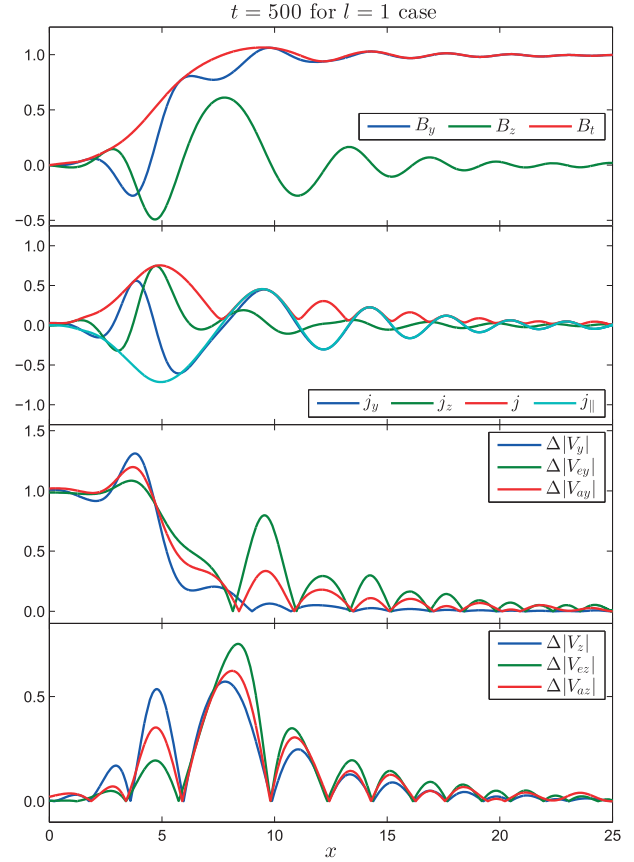 t = 500 for l = 1 case
1.0
0.5
0.0
−0.5
B_y B_z B_t
1.0
0.5
0.0
−0.5
−1.0
j_y j_z j j_∥
1.5
1.0
0.5
0.0
Δ|V_y|
Δ|V_ey|
Δ|V_ay|
0.5
0.0
Δ|V_z|
Δ|V_ez|
Δ|V_az|
0 5 10 15 20 25
x